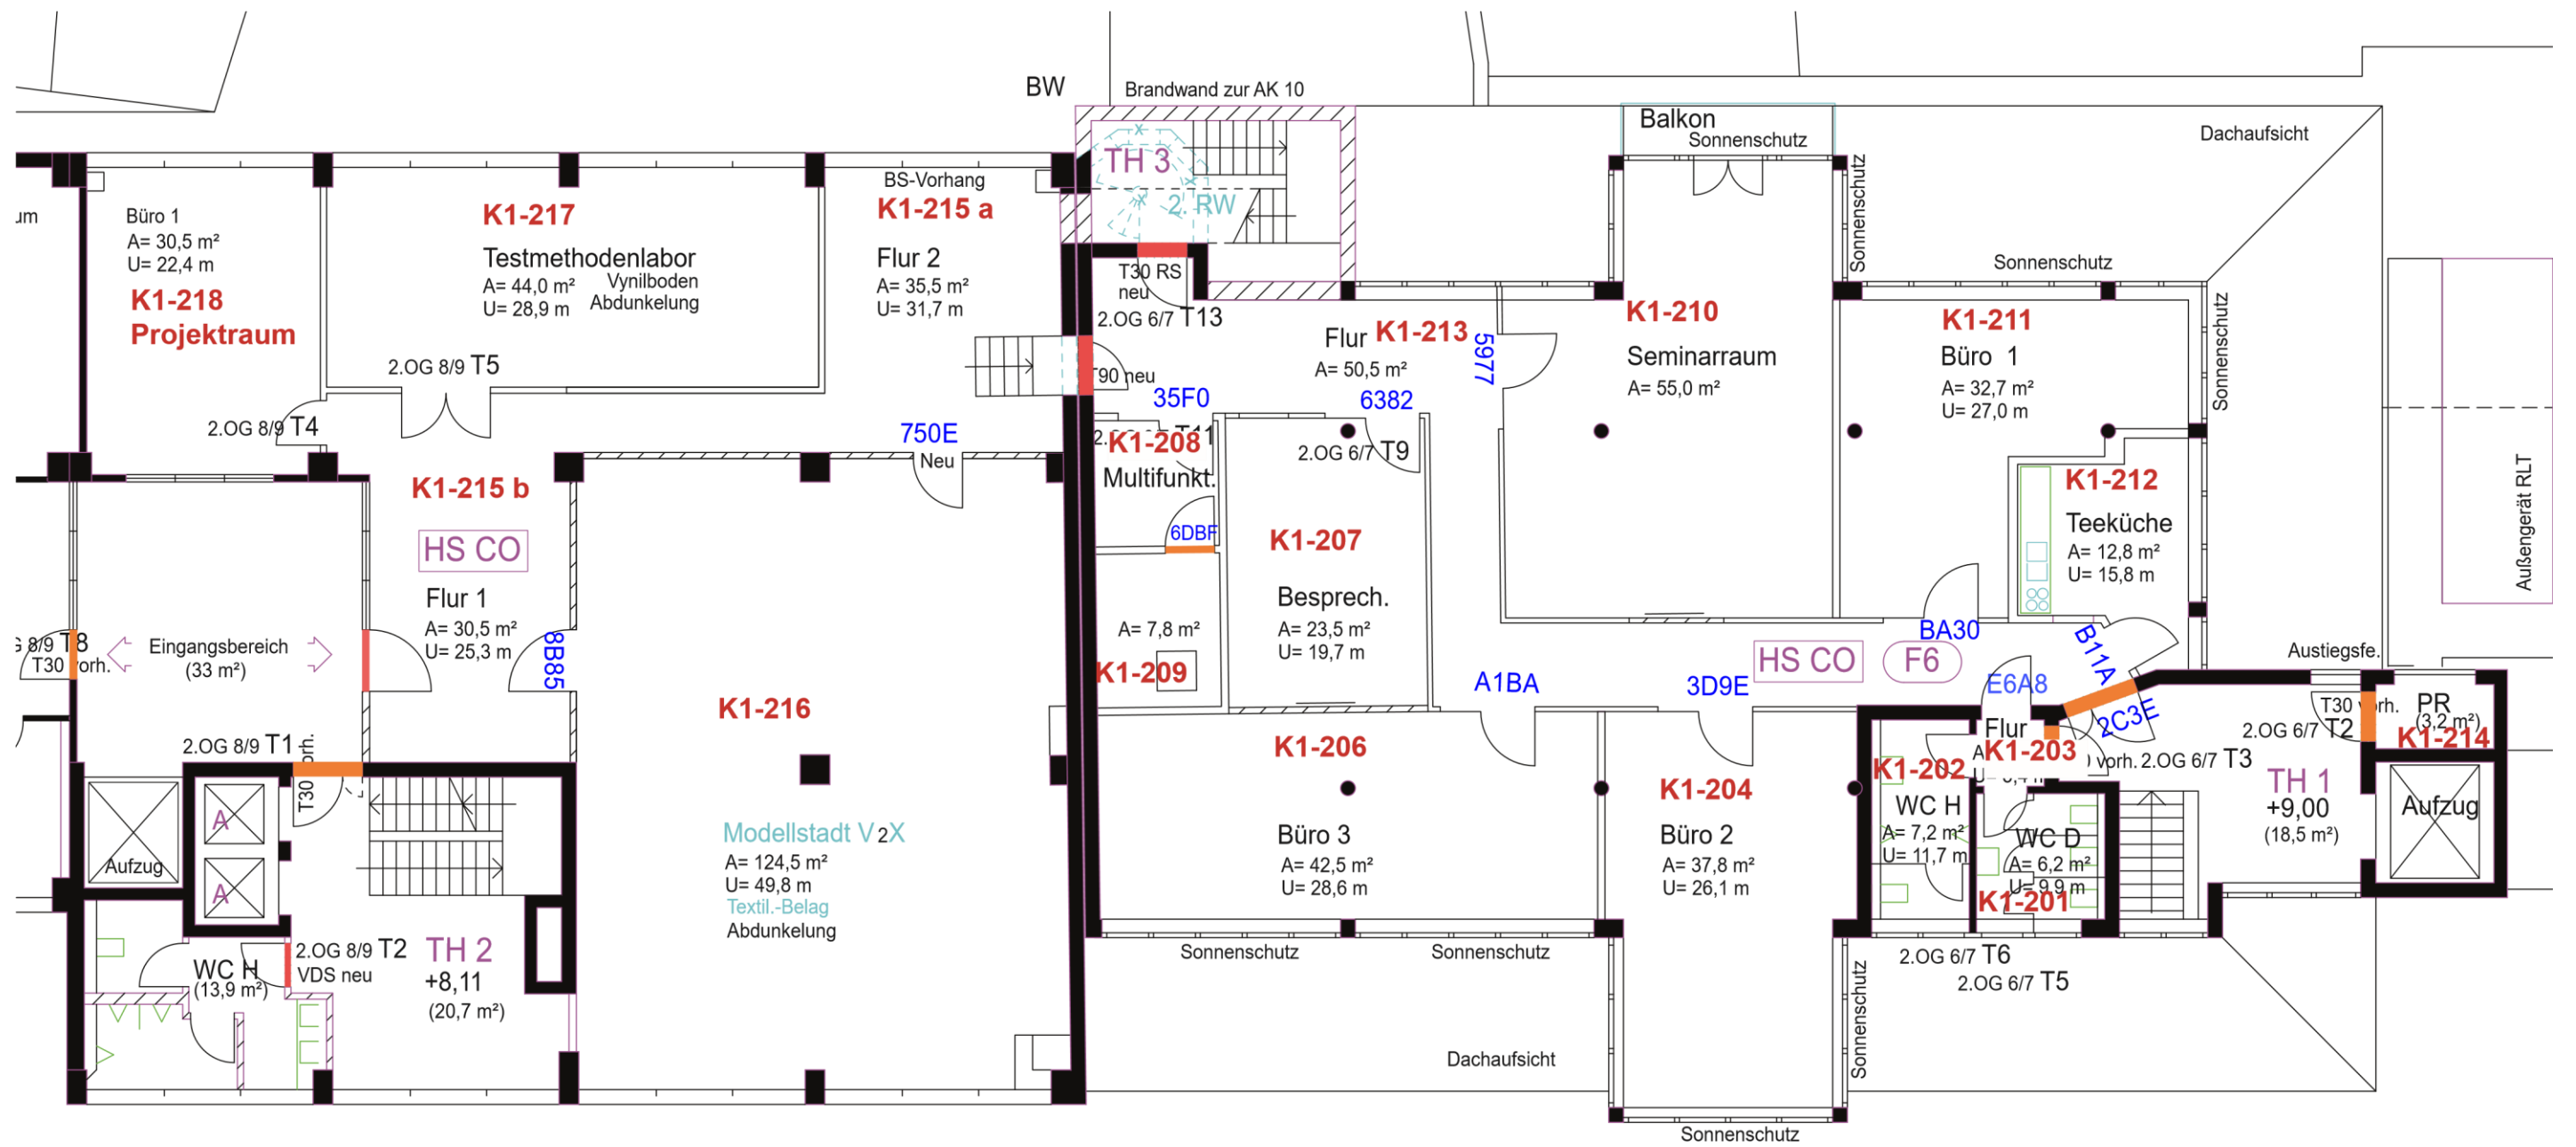 BW
Brandwand zur AK 10
Balkon
Sonnenschutz
Dachaufsicht
Sonnenschutz
TH 3
2. RW
BS-Vorhang
K1-215 a
Flur 2
A= 35,5 m²
U= 31,7 m
K1-217
Testmethodenlabor
A= 44,0 m²
U= 28,9 m
Vynilboden
Abdunkelung
Büro 1
A= 30,5 m²
U= 22,4 m
K1-218
Projektraum
2.OG 8/9 T5
2.OG 8/9 T4
T30 RS
neu
2.OG 6/7 T13
T90 neu
Flur K1-213
A= 50,5 m²
5977
35F0
6382
K1-210
Seminarraum
A= 55,0 m²
Sonnenschutz
K1-211
Büro 1
A= 32,7 m²
U= 27,0 m
Sonnenschutz
Sonnenschutz
750E
Neu
K1-208
Multifunkt.
6DBF
2.OG 6/7 T9
K1-207
Besprech.
A= 23,5 m²
U= 19,7 m
K1-212
Teeküche
A= 12,8 m²
U= 15,8 m
Außengerät RLT
K1-215 b
HS CO
Flur 1
A= 30,5 m²
U= 25,3 m
8B85
Eingangsbereich
(33 m²)
8/9 T8
T30 vorh.
A= 7,8 m²
K1-209
A1BA
3D9E
HS CO
F6
BA30
B11A
E6A8
2C3E
Austiegsfe.
T30 vorh.
2.OG 6/7 T2
PR
(3,2 m²)
K1-214
2.OG 8/9 T1
T30 vorh.
K1-216
Modellstadt V2X
A= 124,5 m²
U= 49,8 m
Textil.-Belag
Abdunkelung
K1-206
Büro 3
A= 42,5 m²
U= 28,6 m
K1-204
Büro 2
A= 37,8 m²
U= 26,1 m
Flur
K1-203
vorh. 2.OG 6/7 T3
K1-202
WC H
A= 7,2 m²
U= 11,7 m
WC D
A= 6,2 m²
U= 9,9 m
K1-201
TH 1
+9,00
(18,5 m²)
Aufzug
Aufzug
A
A
2.OG 8/9 T2
VDS neu
TH 2
+8,11
(20,7 m²)
WC H
(13,9 m²)
Sonnenschutz
Sonnenschutz
2.OG 6/7 T6
2.OG 6/7 T5
Sonnenschutz
Dachaufsicht
Sonnenschutz